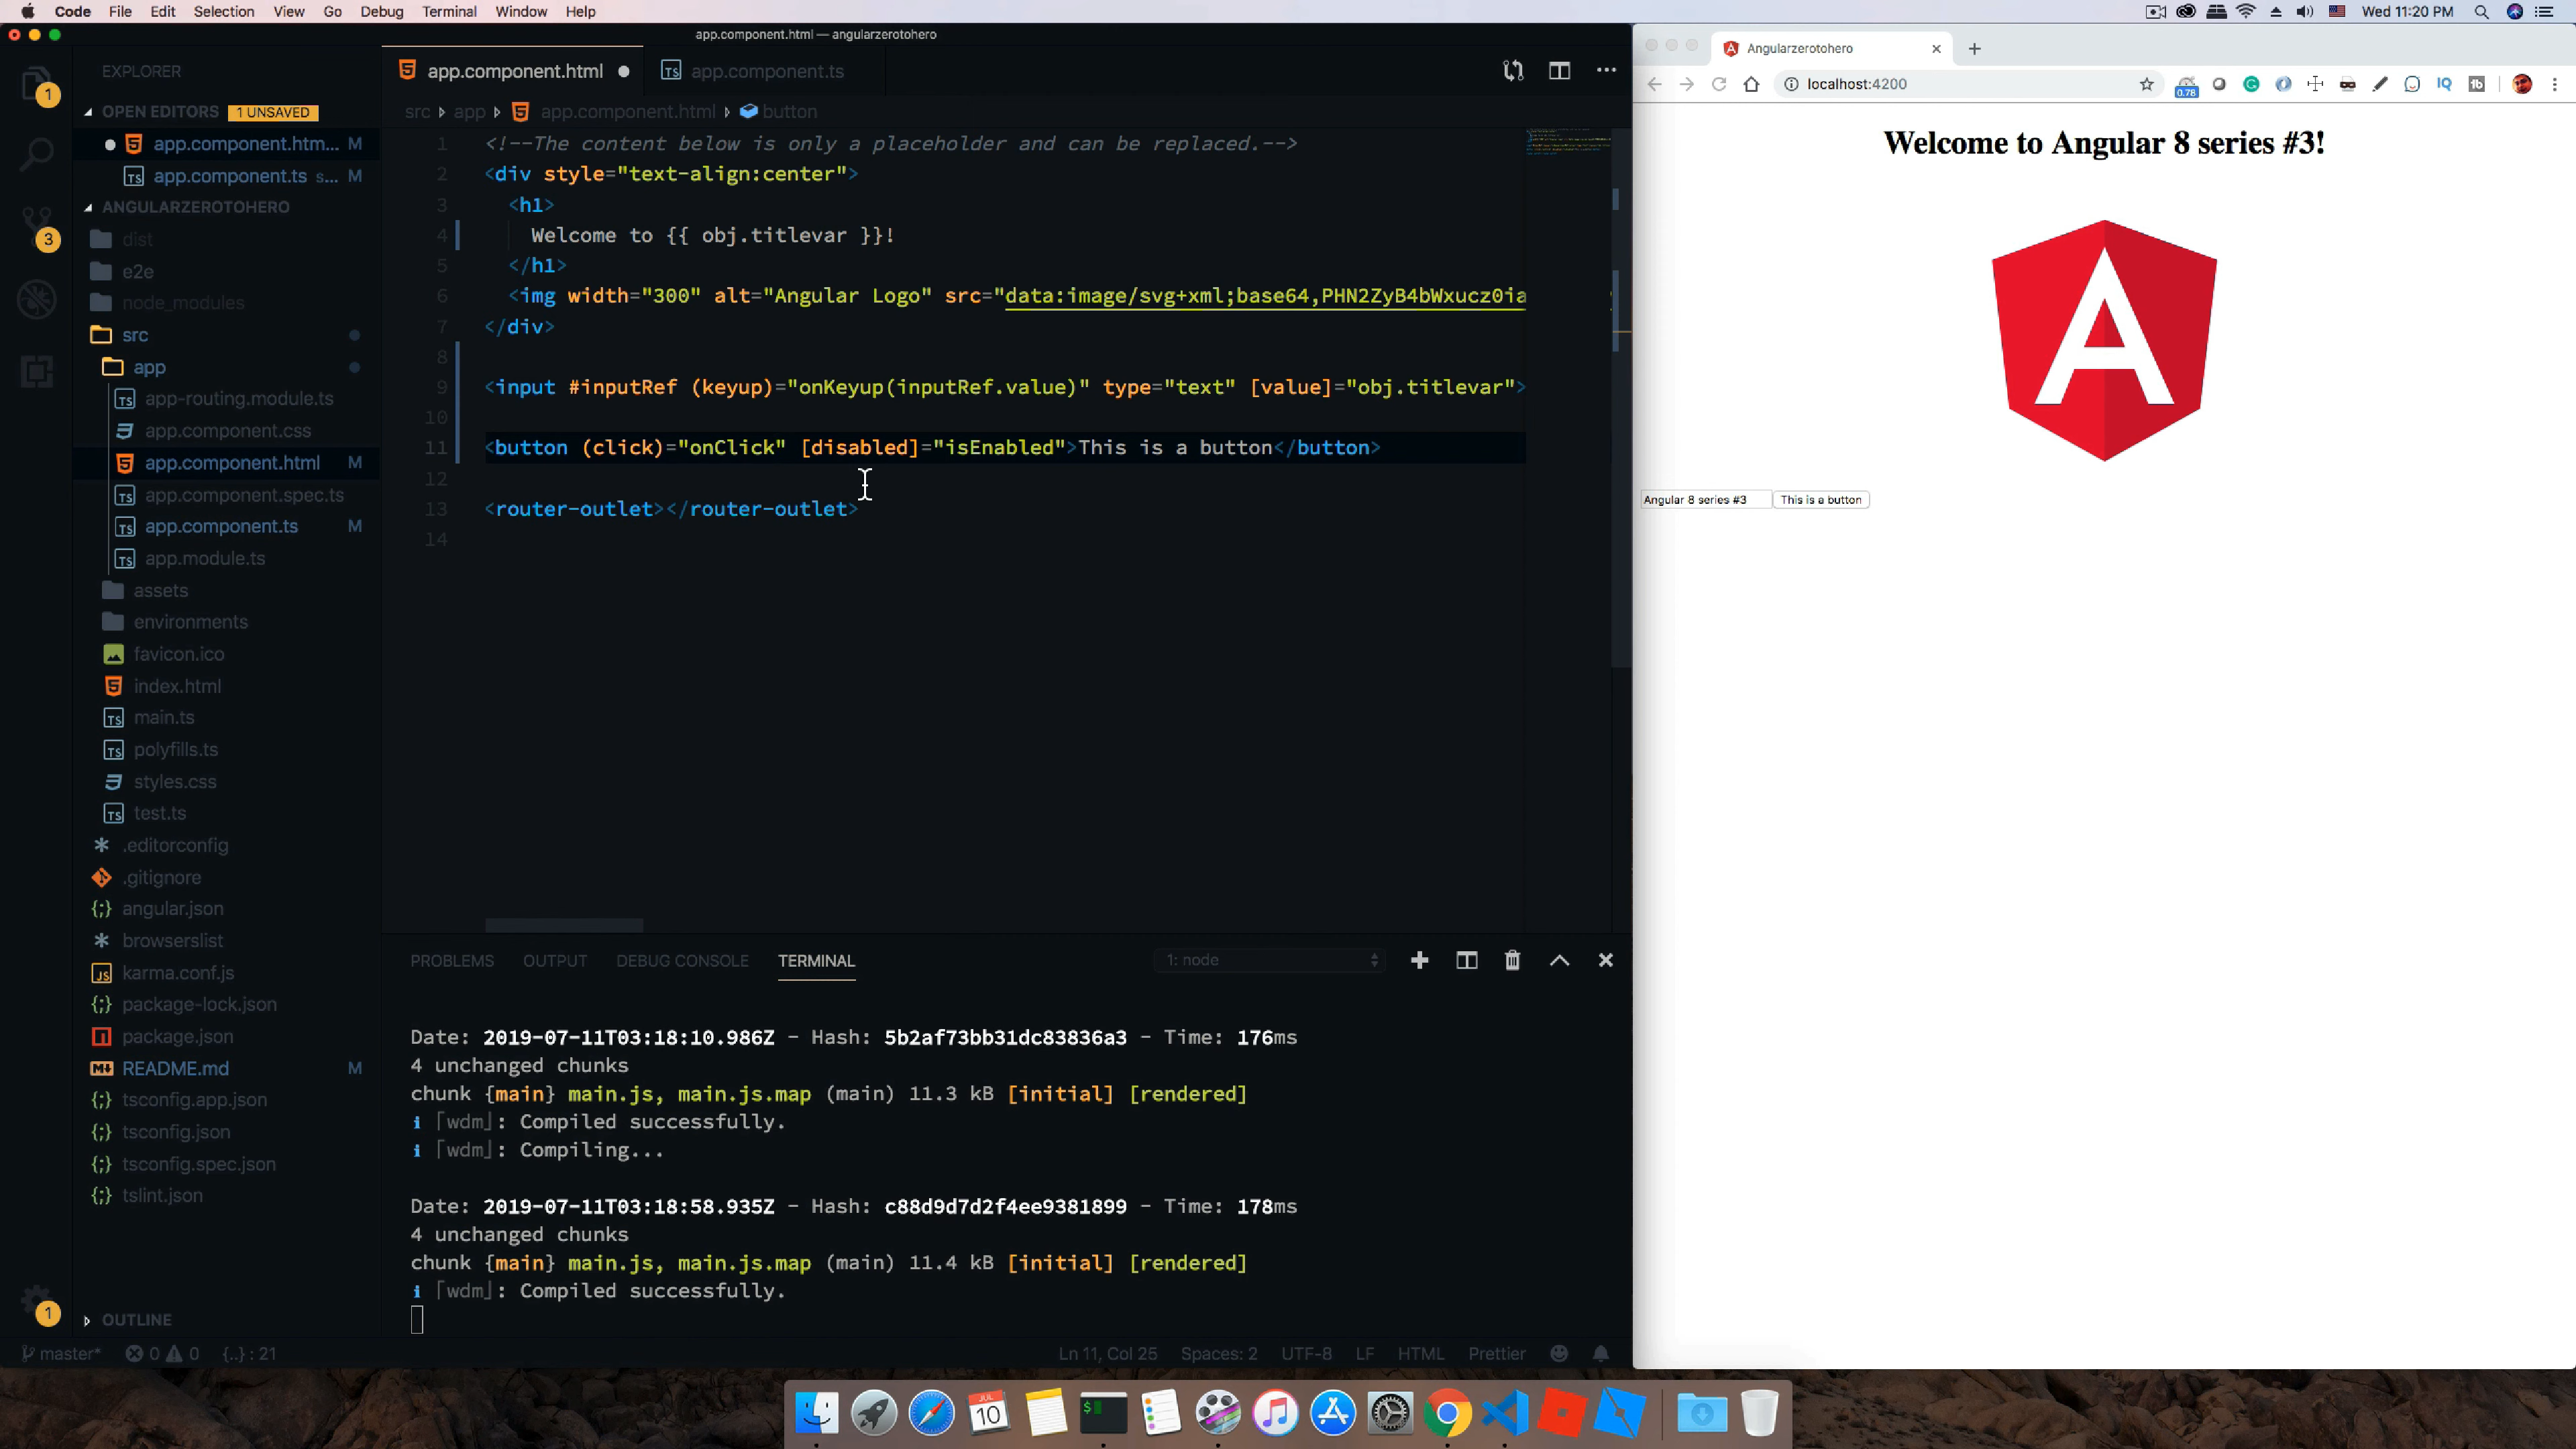 Code File Edit Selection View Go Debug Terminal Window Help
Wed 11:20 PM
app.component.html — angularzerotohero
EXPLORER
OPEN EDITORS 1 UNSAVED
app.component.htm... M
app.component.ts s... M
ANGULARZEROTOHERO
dist
e2e
node_modules
src
app
app-routing.module.ts
app.component.css
app.component.html M
app.component.spec.ts
app.component.ts M
app.module.ts
assets
environments
favicon.ico
index.html
main.ts
polyfills.ts
styles.css
test.ts
.editorconfig
.gitignore
angular.json
browserslist
karma.conf.js
package-lock.json
package.json
README.md M
tsconfig.app.json
tsconfig.json
tsconfig.spec.json
tslint.json
OUTLINE
1
3
1
app.component.html
app.component.ts
src › app › app.component.html › button
1 <!--The content below is only a placeholder and can be replaced.-->
2 <div style="text-align:center">
3 <h1>
4 Welcome to {{ obj.titlevar }}!
5 </h1>
6 <img width="300" alt="Angular Logo" src="data:image/svg+xml;base64,PHN2ZyB4bWxucz0ia
7 </div>
8
9 <input #inputRef (keyup)="onKeyup(inputRef.value)" type="text" [value]="obj.titlevar">
10
11 <button (click)="onClick" [disabled]="isEnabled">This is a button</button>
12
13 <router-outlet></router-outlet>
14
PROBLEMS OUTPUT DEBUG CONSOLE TERMINAL
1: node
Date: 2019-07-11T03:18:10.986Z - Hash: 5b2af73bb31dc83836a3 - Time: 176ms
4 unchanged chunks
chunk {main} main.js, main.js.map (main) 11.3 kB [initial] [rendered]
ℹ ｢wdm｣: Compiled successfully.
ℹ ｢wdm｣: Compiling...
Date: 2019-07-11T03:18:58.935Z - Hash: c88d9d7d2f4ee9381899 - Time: 178ms
4 unchanged chunks
chunk {main} main.js, main.js.map (main) 11.4 kB [initial] [rendered]
ℹ ｢wdm｣: Compiled successfully.
master* 0 0 {..} : 21
Ln 11, Col 25 Spaces: 2 UTF-8 LF HTML Prettier
Angularzerotohero
localhost:4200
0.78
IQ
Welcome to Angular 8 series #3!
A
Angular 8 series #3
This is a button
JUL
10